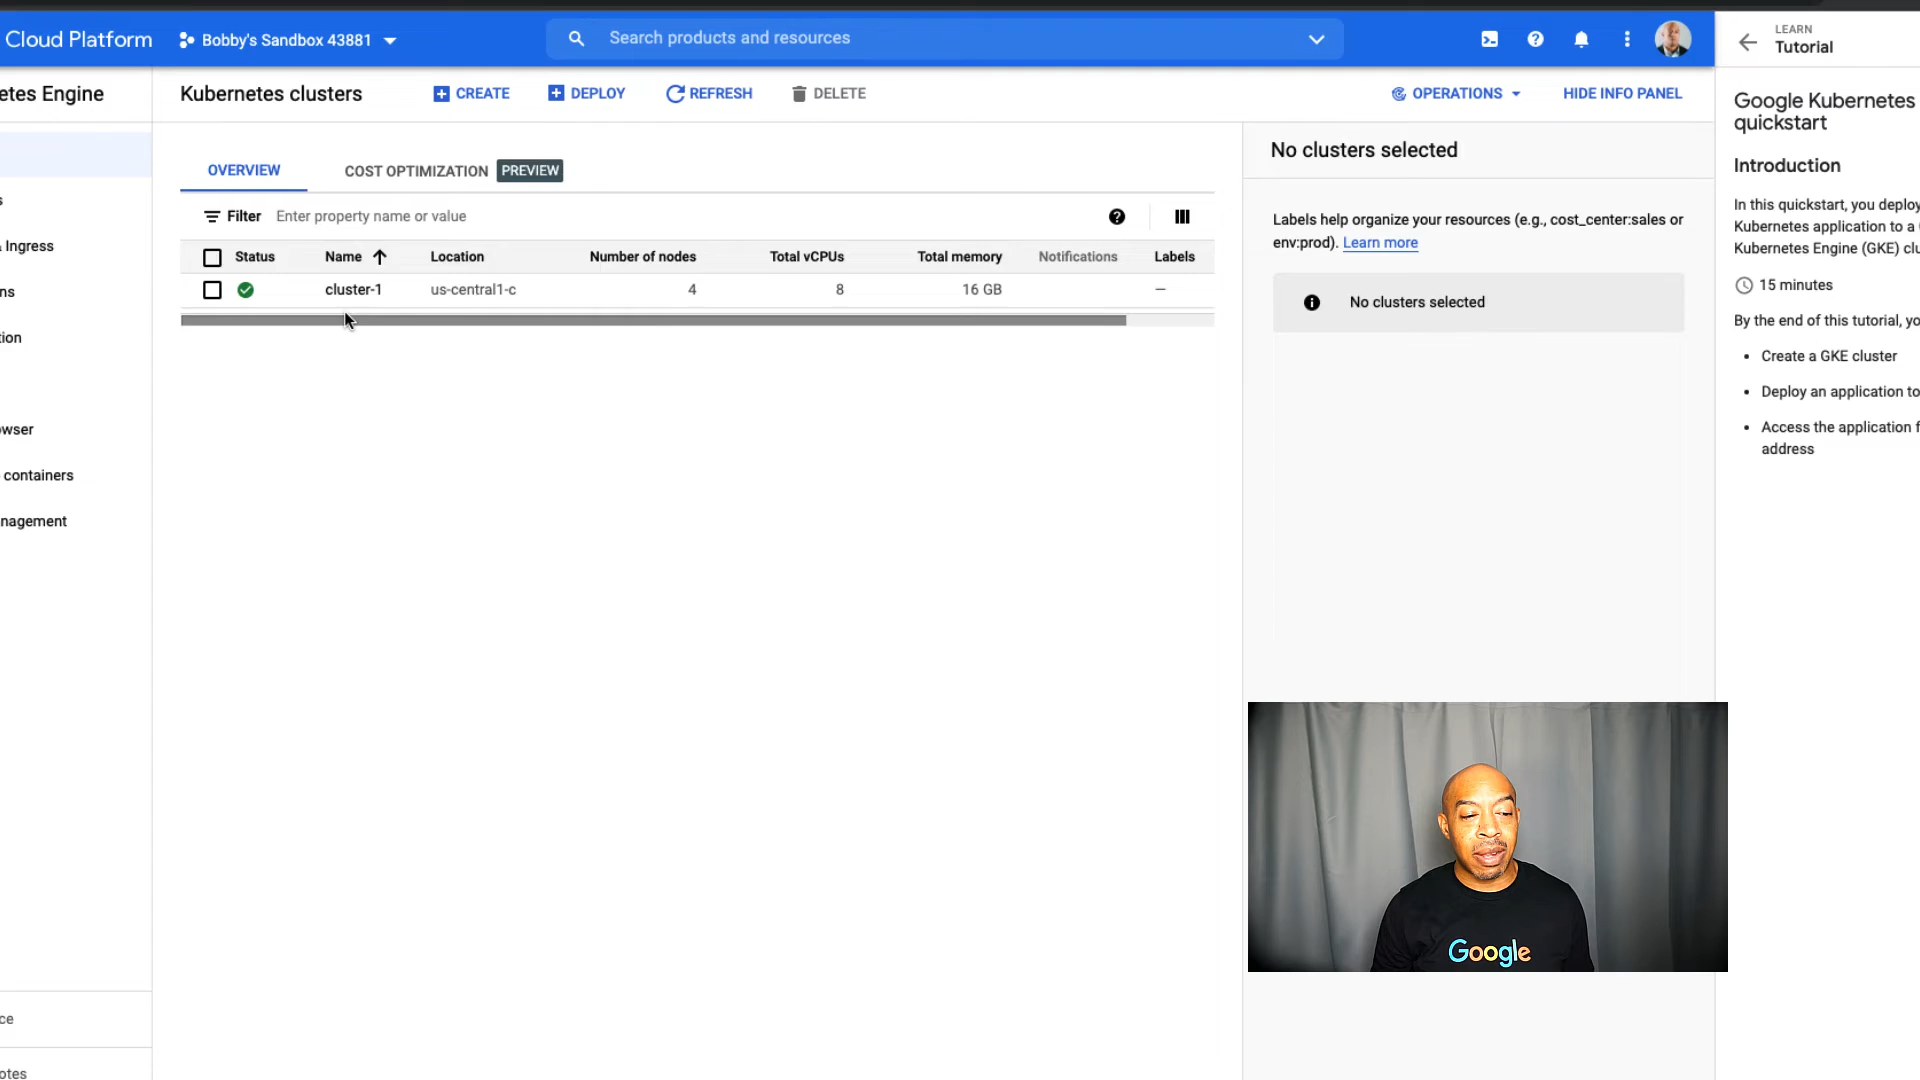 Cloud Platform
Bobby's Sandbox 43881
Search products and resources
LEARN
Tutorial
etes Engine
Kubernetes clusters
CREATE
DEPLOY
REFRESH
DELETE
OPERATIONS
HIDE INFO PANEL
s
& Ingress
ns
tion
owser
containers
nagement
ce
otes
OVERVIEW
COST OPTIMIZATION PREVIEW
Filter Enter property name or value
Status Name Location Number of nodes Total vCPUs Total memory Notifications Labels
cluster-1 us-central1-c 4 8 16 GB –
No clusters selected
Labels help organize your resources (e.g., cost_center:sales or
env:prod). Learn more
No clusters selected
Google Kubernetes
quickstart
Introduction
In this quickstart, you deploy
Kubernetes application to a
Kubernetes Engine (GKE) clu
15 minutes
By the end of this tutorial, yo
• Create a GKE cluster
• Deploy an application to
• Access the application f
address
Google